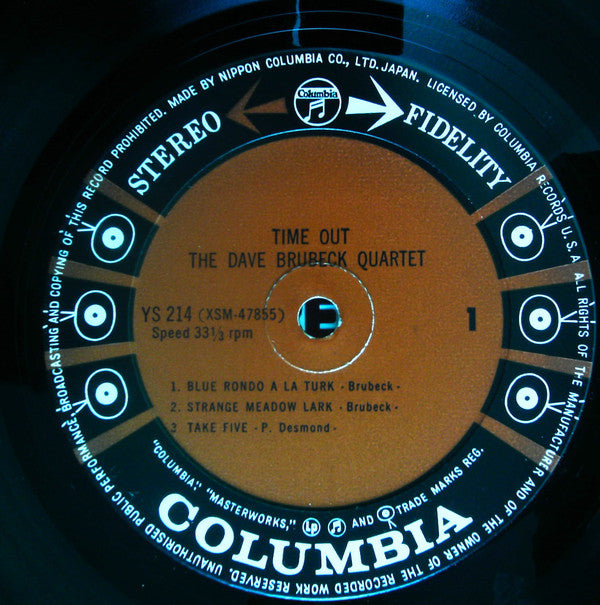 MADE BY NIPPON COLUMBIA CO., LTD. JAPAN. LICENSED BY COLUMBIA RECORDS U.S.A. ALL RIGHTS OF THE MANUFACTURER AND OF THE OWNER OF THE RECORDED WORK RESERVED. UNAUTHORISED PUBLIC PERFORMANCE, BROADCASTING AND COPYING OF THIS RECORD PROHIBITED.
STEREO
Columbia
FIDELITY
TIME OUT
THE DAVE BRUBECK QUARTET
YS 214 (XSM-47855)
1
Speed 33⅓ rpm
1. BLUE RONDO A LA TURK - Brubeck -
2. STRANGE MEADOW LARK - Brubeck -
3 TAKE FIVE - P. Desmond -
"COLUMBIA," "MASTERWORKS," Lp AND TRADE MARKS REG.
COLUMBIA